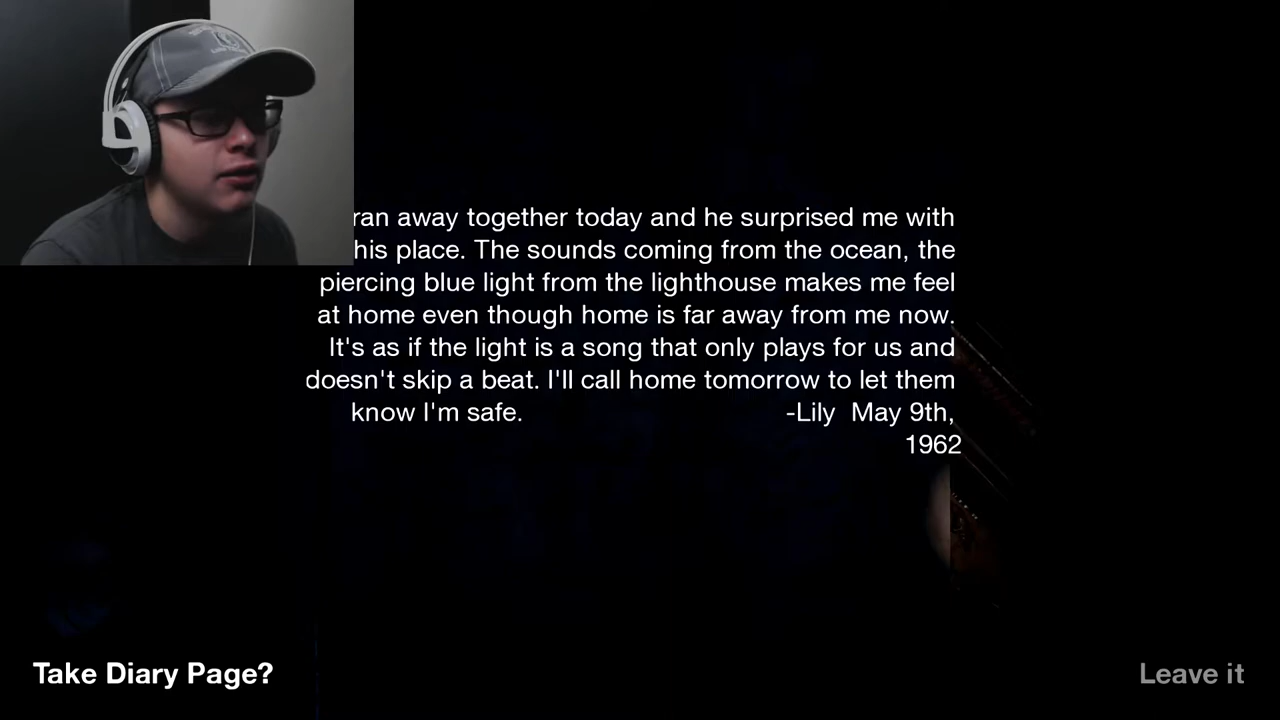 ran away together today and he surprised me with
his place. The sounds coming from the ocean, the
piercing blue light from the lighthouse makes me feel
at home even though home is far away from me now.
It's as if the light is a song that only plays for us and
doesn't skip a beat. I'll call home tomorrow to let them
know I'm safe. -Lily May 9th,
1962
Take Diary Page?
Leave it